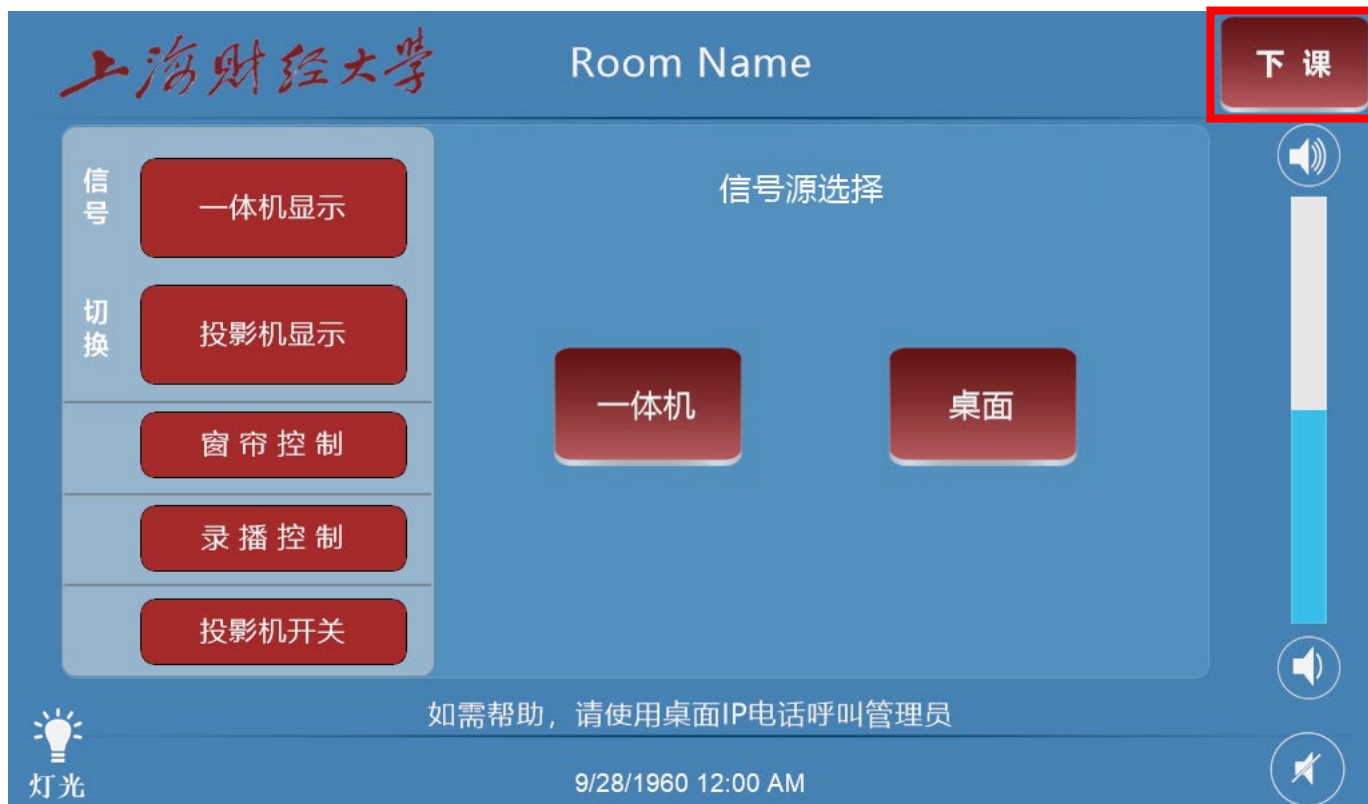 上海财经大学
Room Name
下 课
信号
切换
一体机显示
投影机显示
窗 帘 控 制
录 播 控 制
投影机开关
信号源选择
一体机
桌面
如需帮助，请使用桌面IP电话呼叫管理员
灯光
9/28/1960 12:00 AM